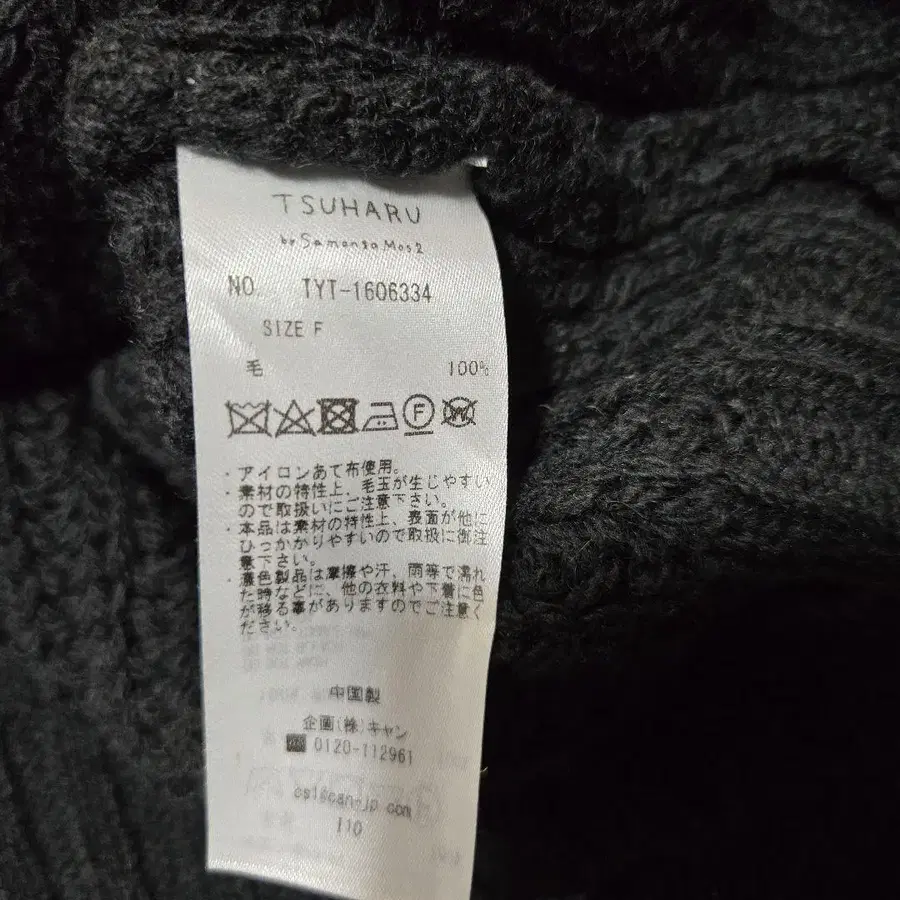 TSUHARU
by Samansa Mos2
NO. TYT-1606334
SIZE F
毛 100%
F
W
・アイロンあて布使用。
・素材の特性上、毛玉が生じやすい
ので取扱いにご注意下さい。
・本品は素材の特性上、表面が他に
ひっかかりやすいので取扱に御注
意下さい。
・濃色製品は摩擦や汗、雨等で濡れ
た時などに、他の衣料や下着に色
が移る事がありますのでご注意く
ださい。
中国製
企画(株)キャン
0120-112961
110